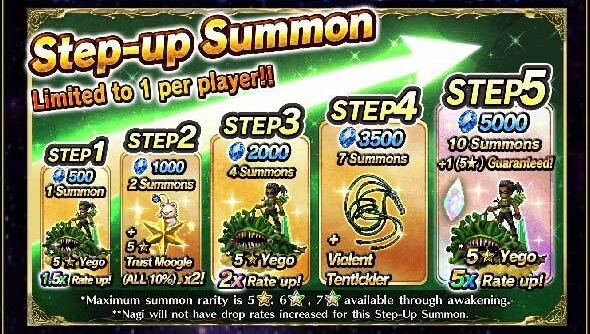 Step-up Summon
Limited to 1 per player!!
STEP1
500
1 Summon
5★ Yego
1.5x Rate up!
STEP2
1000
2 Summons
+
5★
Trust Moogle
(ALL 10%) x2!
STEP3
2000
4 Summons
5★ Yego
2x Rate up!
STEP4
3500
7 Summons
+
Violent
Tentickler
STEP5
5000
10 Summons
+1 (5★) Guaranteed!
5★ Yego
5x Rate up!
*Maximum summon rarity is 5★. 6★, 7★ available through awakening.
**Nagi will not have drop rates increased for this Step-Up Summon.